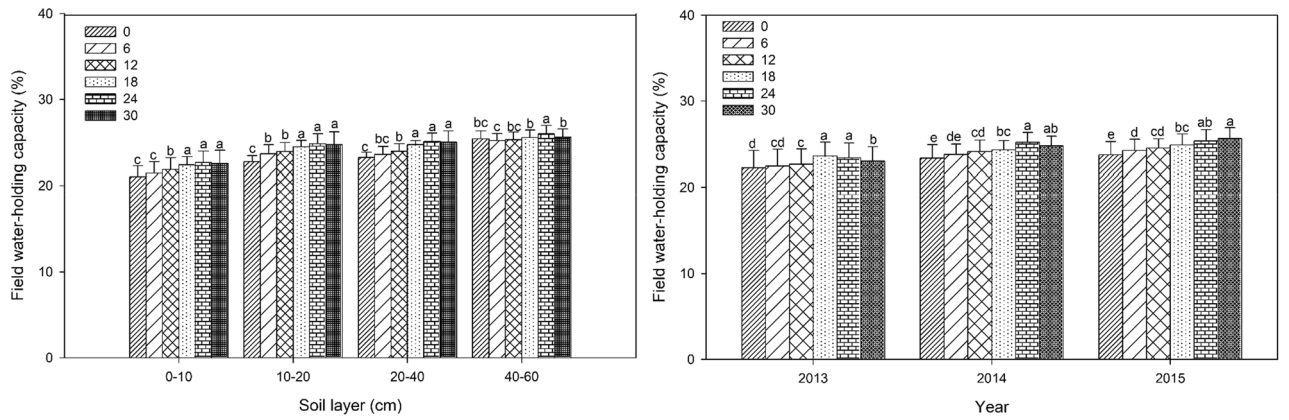 40
30
20
10
0
Field water-holding capacity (%)
0
6
12
18
24
30
c c b a a a
c b b a a a
c bc b a a a
bc c bc b a b
0-10 10-20 20-40 40-60
Soil layer (cm)
40
30
20
10
0
Field water-holding capacity (%)
0
6
12
18
24
30
d cd c a a b
e de cd bc a ab
e d cd bc ab a
2013 2014 2015
Year